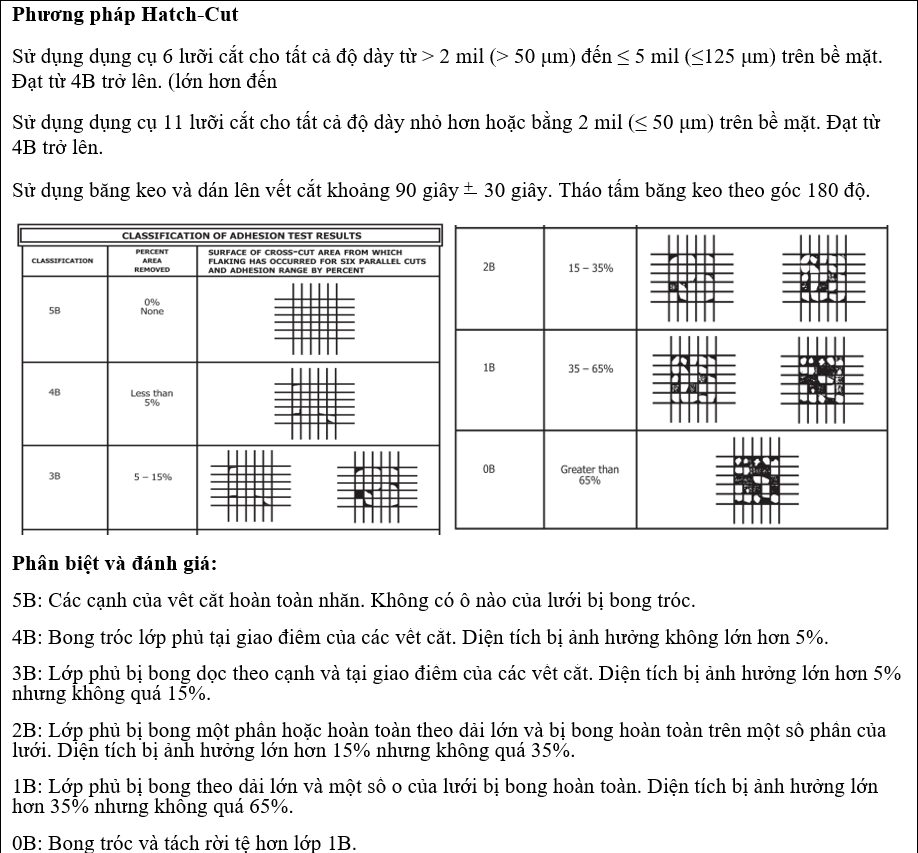 Phương pháp Hatch-Cut
Sử dụng dụng cụ 6 lưỡi cắt cho tất cả độ dày từ > 2 mil (> 50 μm) đến ≤ 5 mil (≤125 μm) trên bề mặt.
Đạt từ 4B trở lên. (lớn hơn đến
Sử dụng dụng cụ 11 lưỡi cắt cho tất cả độ dày nhỏ hơn hoặc bằng 2 mil (≤ 50 μm) trên bề mặt. Đạt từ
4B trở lên.
Sử dụng băng keo và dán lên vết cắt khoảng 90 giây ± 30 giây. Tháo tấm băng keo theo góc 180 độ.
CLASSIFICATION OF ADHESION TEST RESULTS
CLASSIFICATION
PERCENT
AREA
REMOVED
SURFACE OF CROSS-CUT AREA FROM WHICH
FLAKING HAS OCCURRED FOR SIX PARALLEL CUTS
AND ADHESION RANGE BY PERCENT
5B
0%
None
4B
Less than
5%
3B
5 – 15%
2B
15 – 35%
1B
35 – 65%
0B
Greater than
65%
Phân biệt và đánh giá:
5B: Các cạnh của vết cắt hoàn toàn nhẵn. Không có ô nào của lưới bị bong tróc.
4B: Bong tróc lớp phủ tại giao điểm của các vết cắt. Diện tích bị ảnh hưởng không lớn hơn 5%.
3B: Lớp phủ bị bong dọc theo cạnh và tại giao điểm của các vết cắt. Diện tích bị ảnh hưởng lớn hơn 5%
nhưng không quá 15%.
2B: Lớp phủ bị bong một phần hoặc hoàn toàn theo dải lớn và bị bong hoàn toàn trên một số phần của
lưới. Diện tích bị ảnh hưởng lớn hơn 15% nhưng không quá 35%.
1B: Lớp phủ bị bong theo dải lớn và một số o của lưới bị bong hoàn toàn. Diện tích bị ảnh hưởng lớn
hơn 35% nhưng không quá 65%.
0B: Bong tróc và tách rời tệ hơn lớp 1B.